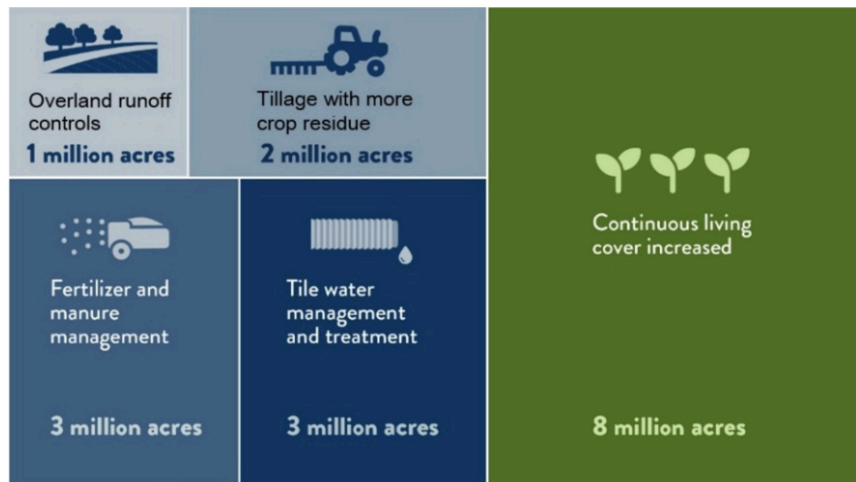 Overland runoff
controls
1 million acres
Tillage with more
crop residue
2 million acres
Fertilizer and
manure
management
3 million acres
Tile water
management
and treatment
3 million acres
Continuous living
cover increased
8 million acres